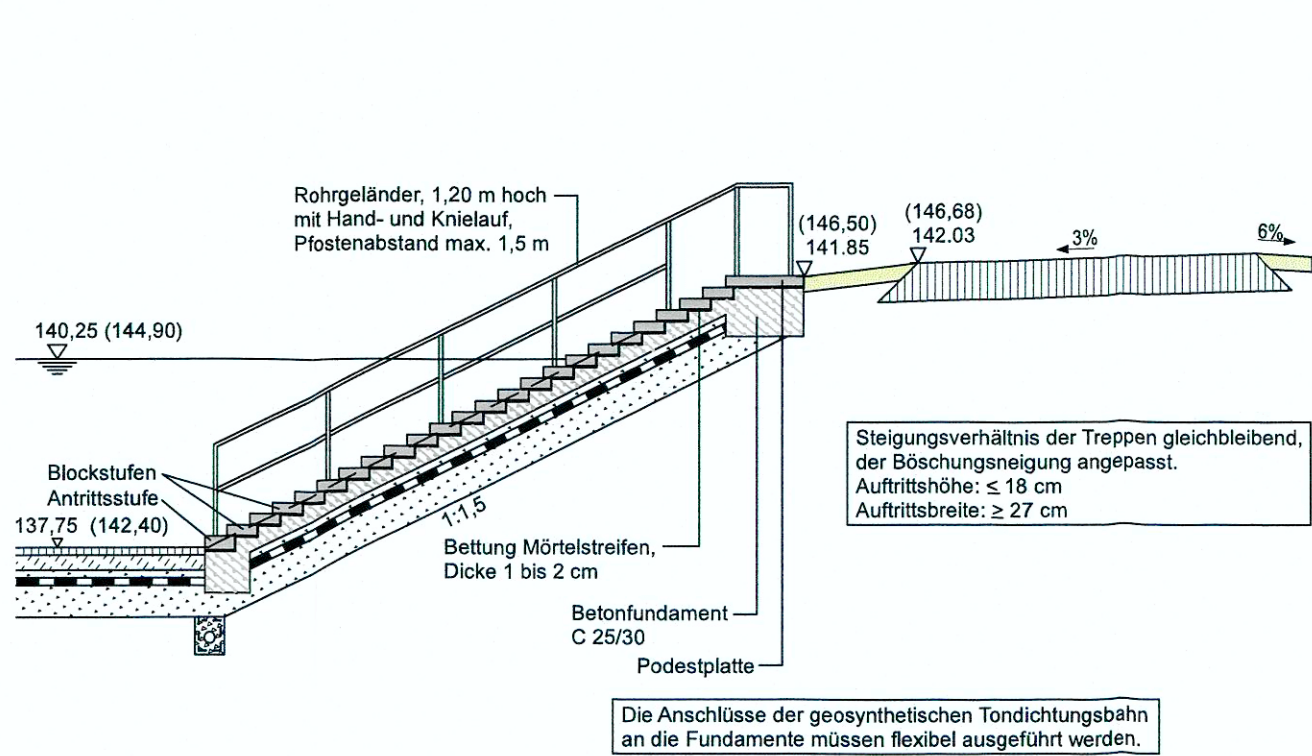 Rohrgeländer, 1,20 m hoch
mit Hand- und Knielauf,
Pfostenabstand max. 1,5 m
(146,50)
141.85
(146,68)
142.03
3%
6%
140,25 (144,90)
Blockstufen
Antrittsstufe
137,75 (142,40)
1:1,5
Bettung Mörtelstreifen,
Dicke 1 bis 2 cm
Betonfundament
C 25/30
Podestplatte
Steigungsverhältnis der Treppen gleichbleibend,
der Böschungsneigung angepasst.
Auftrittshöhe: ≤ 18 cm
Auftrittsbreite: ≥ 27 cm
Die Anschlüsse der geosynthetischen Tondichtungsbahn
an die Fundamente müssen flexibel ausgeführt werden.